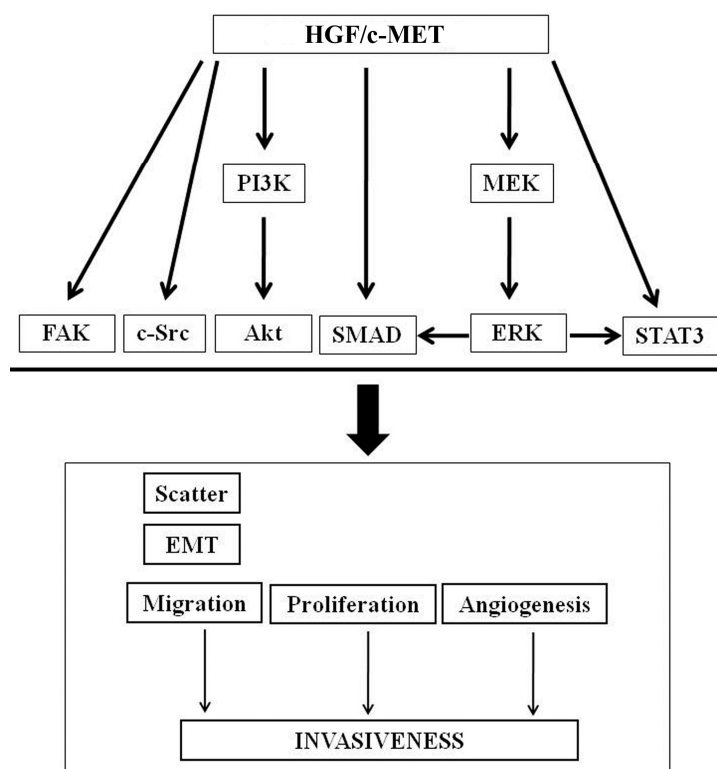 HGF/c-MET
PI3K
MEK
FAK
c-Src
Akt
SMAD
ERK
STAT3
Scatter
EMT
Migration
Proliferation
Angiogenesis
INVASIVENESS